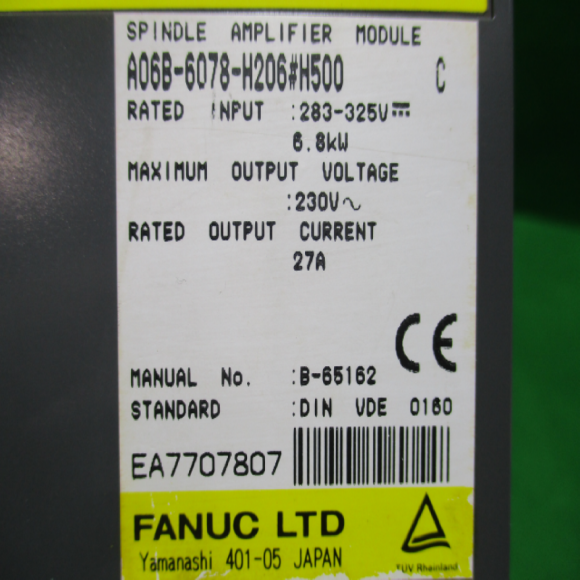 SPINDLE AMPLIFIER MODULE
A06B-6078-H206#H500 C
RATED INPUT :283-325V⎓
6.8kW
MAXIMUM OUTPUT VOLTAGE
:230V~
RATED OUTPUT CURRENT
27A
CE
MANUAL No. :B-65162
STANDARD :DIN VDE 0160
EA7707807
FANUC LTD
Yamanashi 401-05 JAPAN
TUV Rheinland